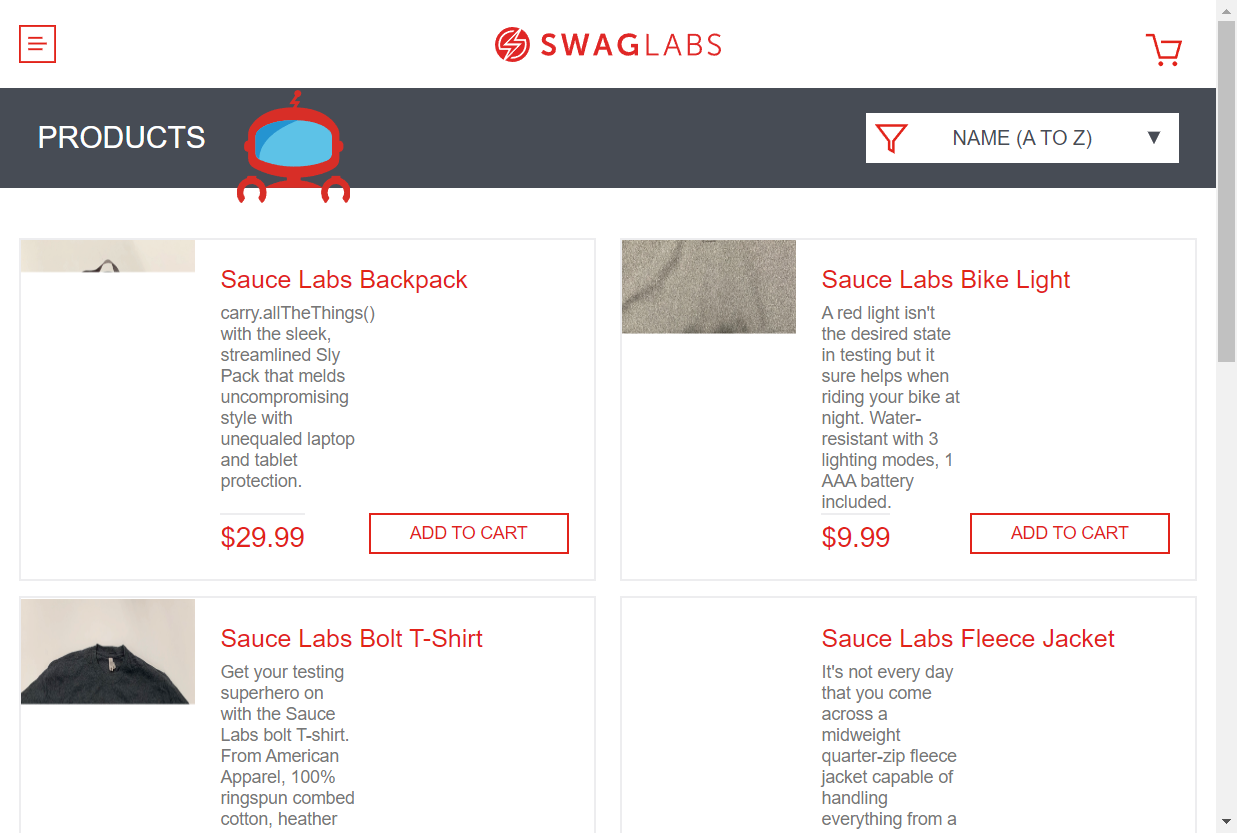 SWAGLABS
PRODUCTS
NAME (A TO Z) ▼
Sauce Labs Backpack
carry.allTheThings()
with the sleek,
streamlined Sly
Pack that melds
uncompromising
style with
unequaled laptop
and tablet
protection.
$29.99
ADD TO CART
Sauce Labs Bike Light
A red light isn't
the desired state
in testing but it
sure helps when
riding your bike at
night. Water-
resistant with 3
lighting modes, 1
AAA battery
included.
$9.99
ADD TO CART
Sauce Labs Bolt T-Shirt
Get your testing
superhero on
with the Sauce
Labs bolt T-shirt.
From American
Apparel, 100%
ringspun combed
cotton, heather
Sauce Labs Fleece Jacket
It's not every day
that you come
across a
midweight
quarter-zip fleece
jacket capable of
handling
everything from a